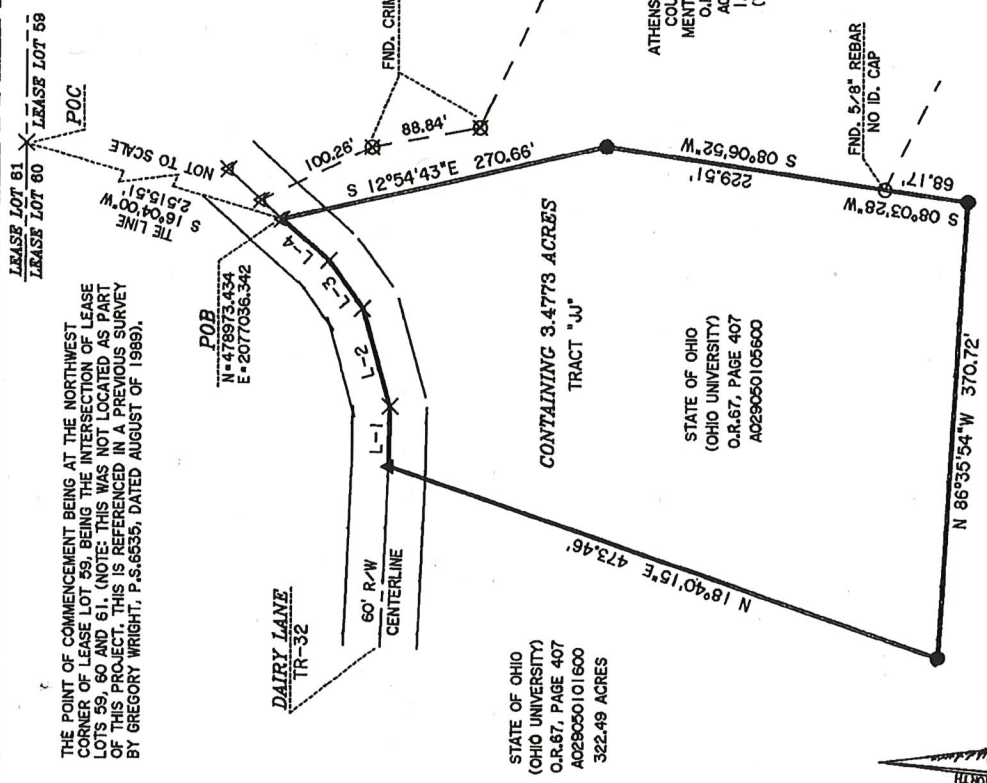 LEASE LOT 61
LEASE LOT 60
LEASE LOT 59
POC
THE POINT OF COMMENCEMENT BEING AT THE NORTHWEST
CORNER OF LEASE LOT 59, BEING THE INTERSECTION OF LEASE
LOTS 59, 60 AND 61. (NOTE: THIS WAS NOT LOCATED AS PART
OF THIS PROJECT. THIS IS REFERENCED IN A PREVIOUS SURVEY
BY GREGORY WRIGHT, P.S.6535, DATED AUGUST OF 1989).
TIE LINE
S 16°04'00"W
2,515.51'
NOT TO SCALE
POB
N=478973.434
E=2077036.342
FND. CRIM
100.26'
88.84'
ATHENS
COU
MENT
O.R
AC
1.
(
L-4
L-3
L-2
L-1
S 12°54'43"E 270.66'
DAIRY LANE
TR-32
60' R/W
CENTERLINE
CONTAINING 3.4773 ACRES
TRACT "JJ"
S 08°06'52"W
229.51'
FND. 5/8" REBAR
NO ID. CAP
S 08°03'28"W
68.17'
STATE OF OHIO
(OHIO UNIVERSITY)
O.R.67, PAGE 407
A029050105600
N 18°40'15"E 473.46'
N 86°35'54"W 370.72'
STATE OF OHIO
(OHIO UNIVERSITY)
O.R.67, PAGE 407
A029050101600
322.49 ACRES
NORTH